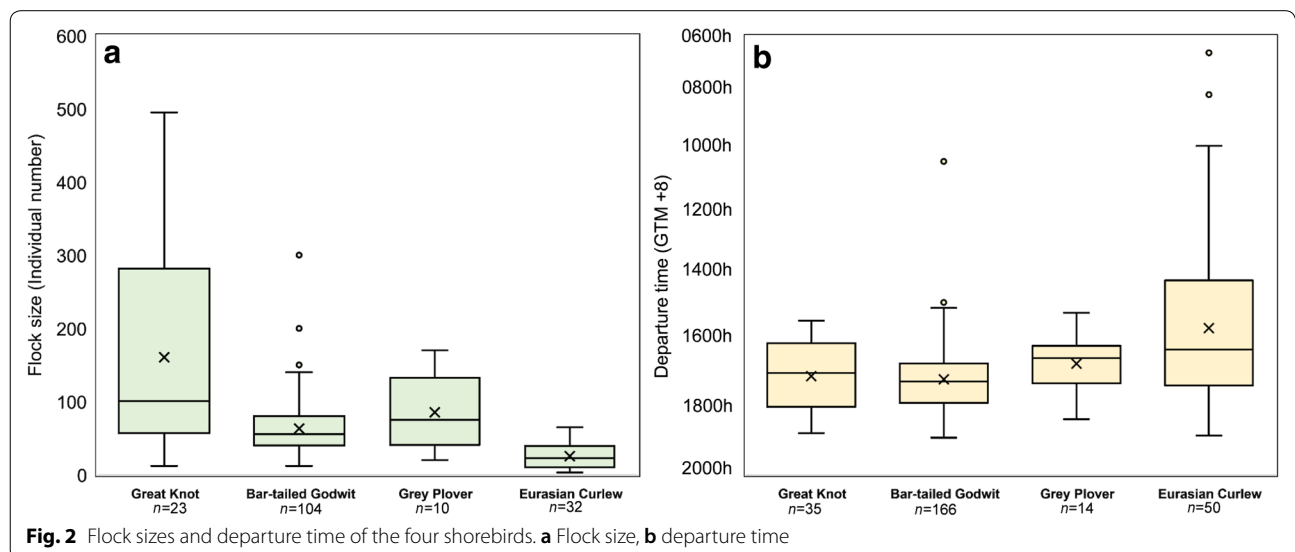 a
600
500
400
300
200
100
0
Flock size (Individual number)
Great Knot
n=23
Bar-tailed Godwit
n=104
Grey Plover
n=10
Eurasian Curlew
n=32
b
0600h
0800h
1000h
1200h
1400h
1600h
1800h
2000h
Departure time (GTM +8)
Great Knot
n=35
Bar-tailed Godwit
n=166
Grey Plover
n=14
Eurasian Curlew
n=50
Fig. 2 Flock sizes and departure time of the four shorebirds. a Flock size, b departure time